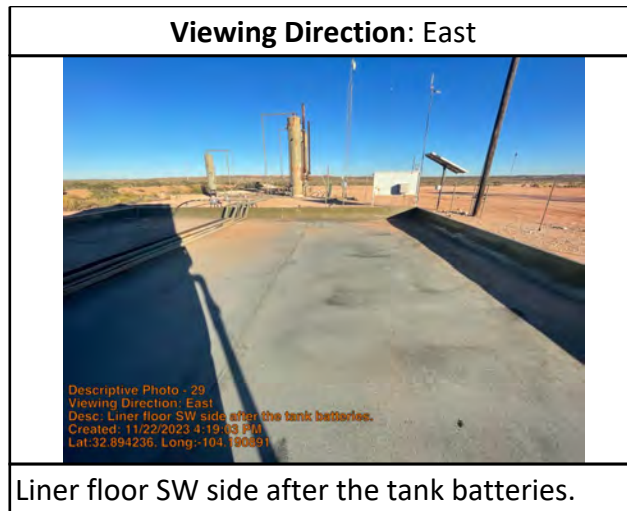 Viewing Direction: East
Descriptive Photo - 29
Viewing Direction: East
Desc: Liner floor SW side after the tank batteries.
Created: 11/22/2023 4:19:03 PM
Lat:32.894236, Long:-104.190891
Liner floor SW side after the tank batteries.